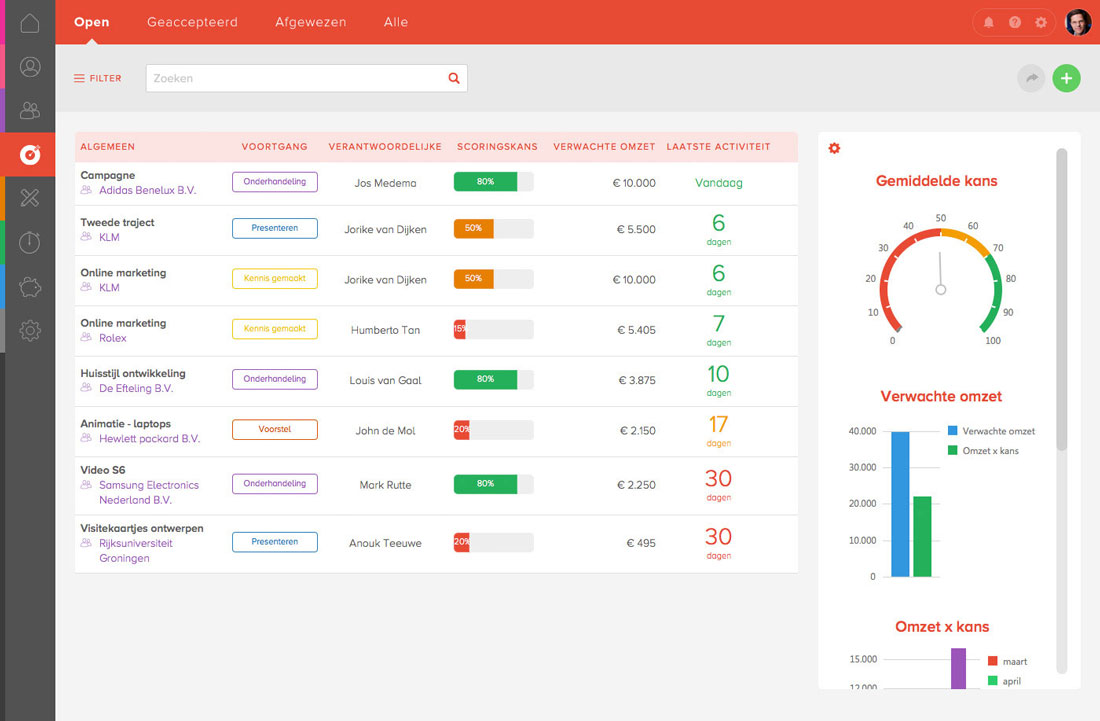 Open Geaccepteerd Afgewezen Alle
FILTER Zoeken
ALGEMEEN VOORTGANG VERANTWOORDELIJKE SCORINGSKANS VERWACHTE OMZET LAATSTE ACTIVITEIT
Campagne
Adidas Benelux B.V. Onderhandeling Jos Medema 80% € 10.000 Vandaag
Tweede traject
KLM Presenteren Jorike van Dijken 50% € 5.500 6 dagen
Online marketing
KLM Kennis gemaakt Jorike van Dijken 50% € 10.000 6 dagen
Online marketing
Rolex Kennis gemaakt Humberto Tan 15% € 5.405 7 dagen
Huisstijl ontwikkeling
De Efteling B.V. Onderhandeling Louis van Gaal 80% € 3.875 10 dagen
Animatie - laptops
Hewlett packard B.V. Voorstel John de Mol 20% € 2.150 17 dagen
Video S6
Samsung Electronics
Nederland B.V. Onderhandeling Mark Rutte 80% € 2.250 30 dagen
Visitekaartjes ontwerpen
Rijksuniversiteit
Groningen Presenteren Anouk Teeuwe 20% € 495 30 dagen
Gemiddelde kans
0 10 20 30 40 50 60 70 80 90 100
Verwachte omzet
40.000
30.000
20.000
10.000
0
Verwachte omzet
Omzet x kans
Omzet x kans
15.000
12.000
maart
april